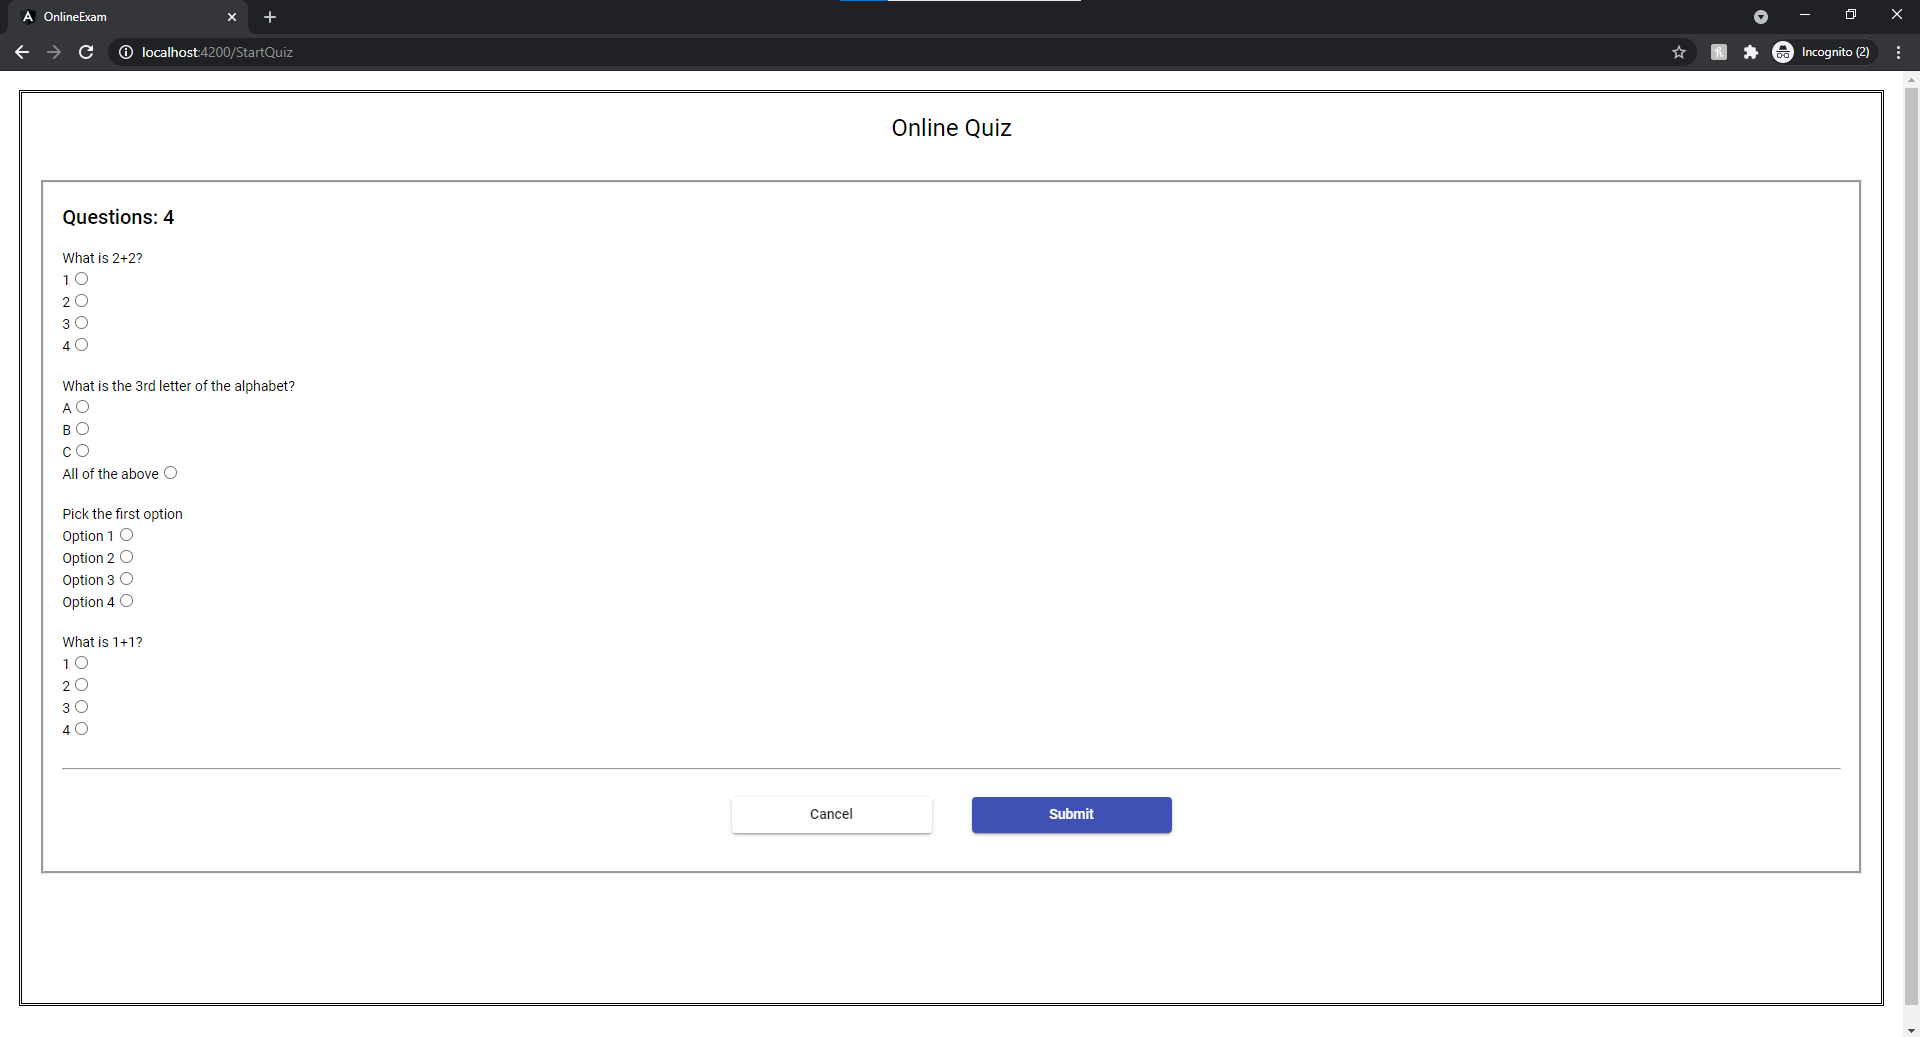 OnlineExam
localhost:4200/StartQuiz
Incognito (2)
Online Quiz
Questions: 4
What is 2+2?
1
2
3
4
What is the 3rd letter of the alphabet?
A
B
C
All of the above
Pick the first option
Option 1
Option 2
Option 3
Option 4
What is 1+1?
1
2
3
4
Cancel
Submit